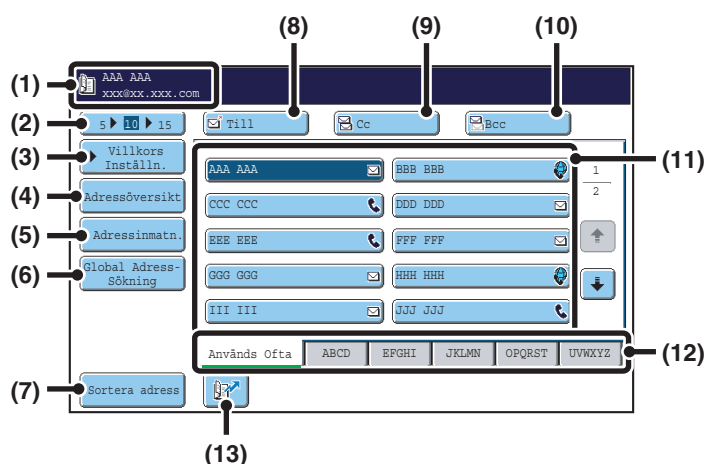 (8) (9) (10)
(1) AAA AAA
xxx@xx.xxx.com
(2) 5 10 15 Till Cc Bcc
(3) Villkors
Inställn.
(11)
AAA AAA BBB BBB 1
2
(4) Adressöversikt CCC CCC DDD DDD
(5) Adressinmatn. EEE EEE FFF FFF
(6) Global Adress-
Sökning
GGG GGG HHH HHH
III III JJJ JJJ
Används Ofta ABCD EFGHI JKLMN OPQRST UVWXYZ (12)
(7) Sortera adress
(13)